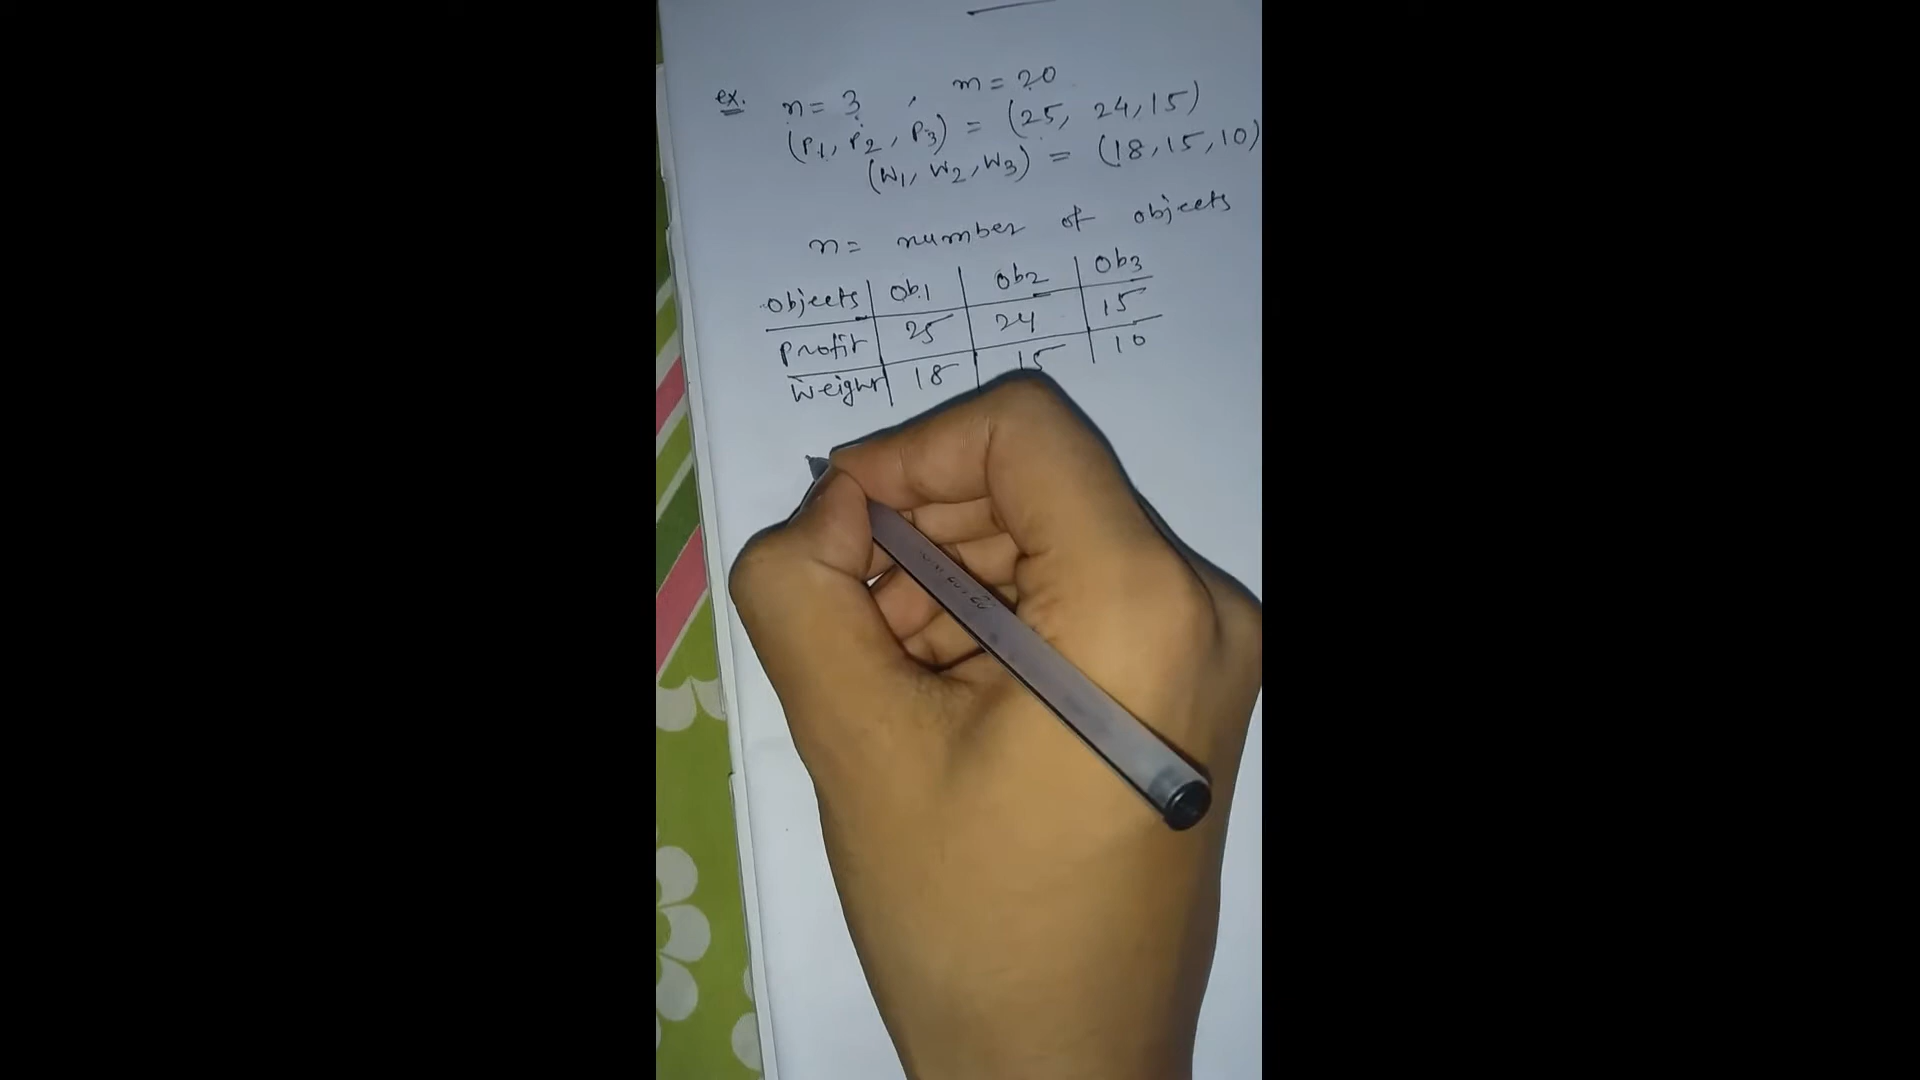 ex. n = 3 , m = 20
(P1, P2, P3) = (25, 24, 15)
(W1, W2, W3) = (18, 15, 10)
n = number of objects
Objects Ob1 Ob2 Ob3
Profit 25 24 15
Weight 18 15 10